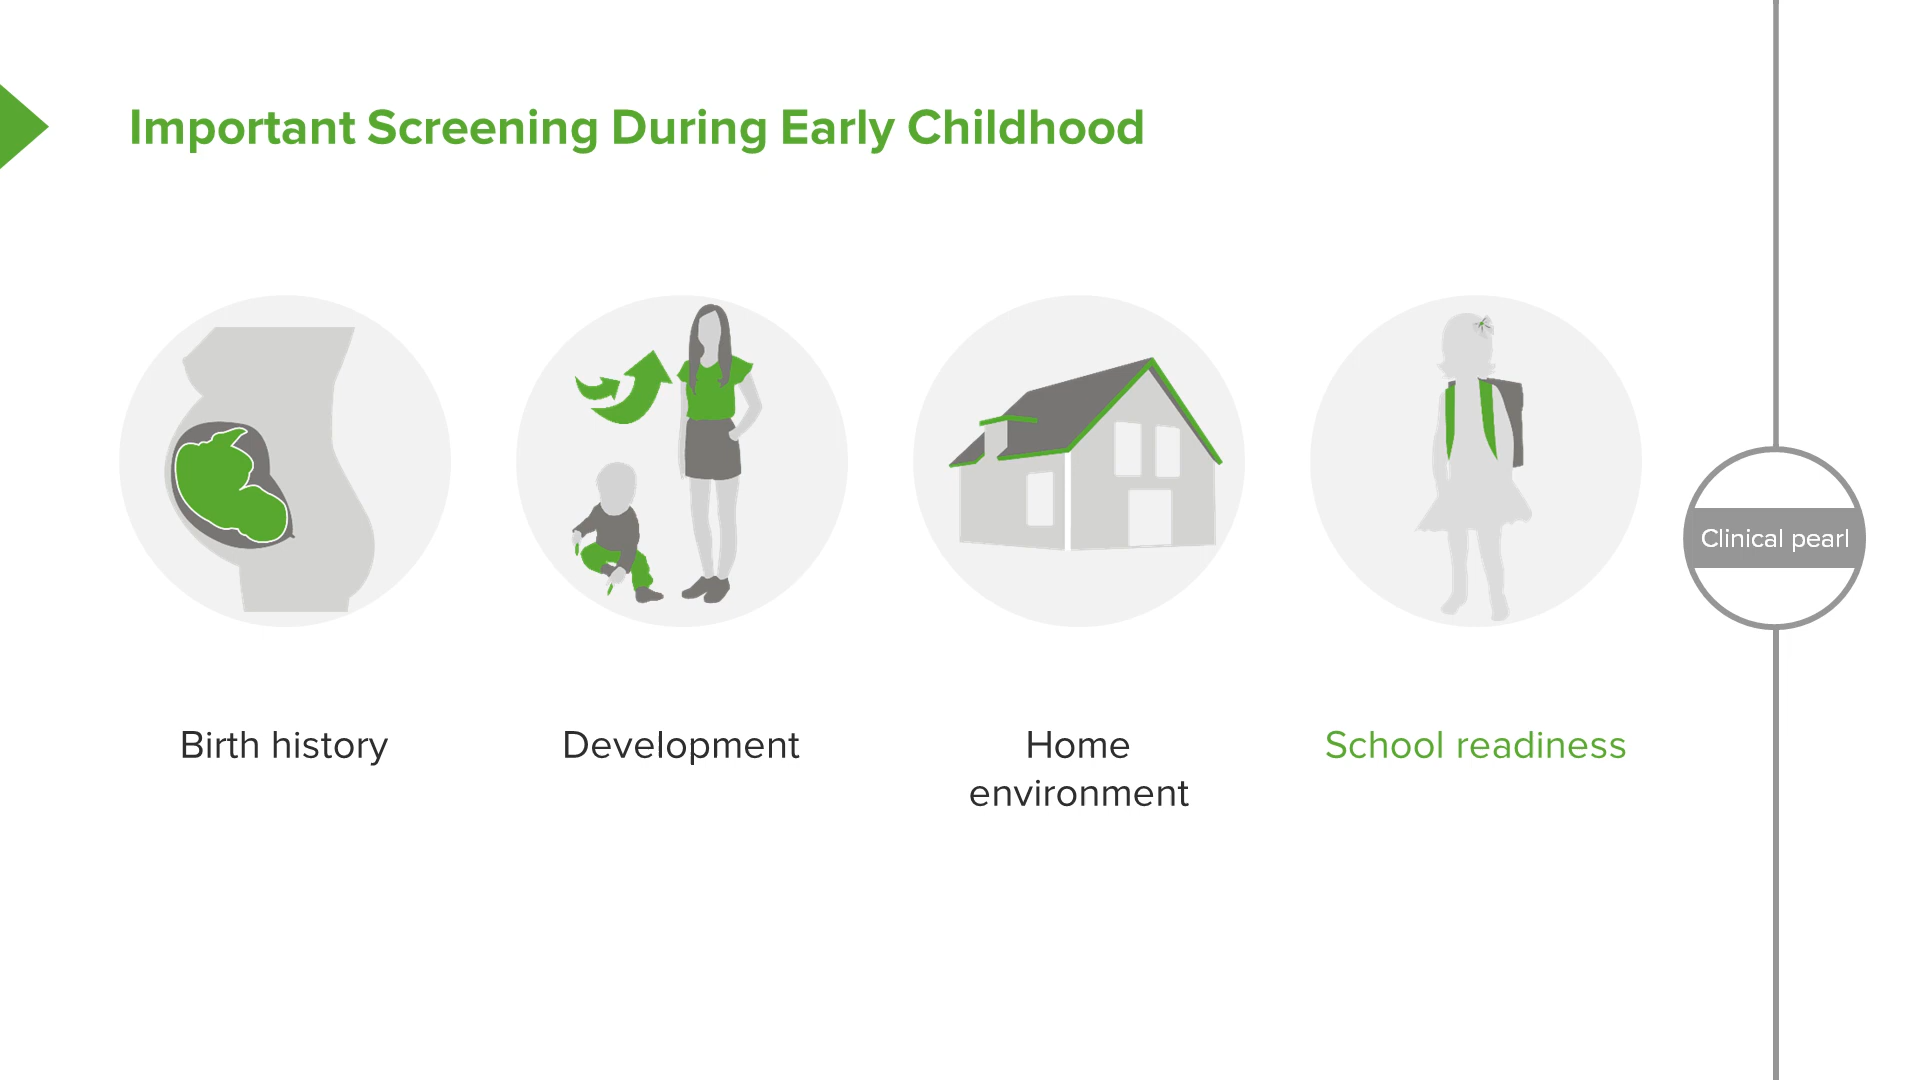 Important Screening During Early Childhood
Birth history
Development
Home
environment
School readiness
Clinical pearl